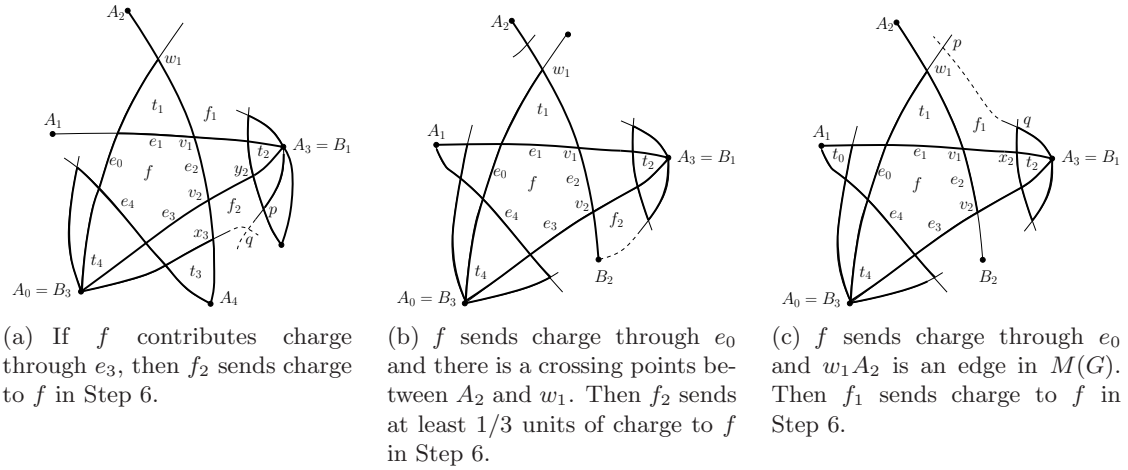 A₂
w₁
t₁
f₁
A₁
e₁
v₁
t₂
A₃ = B₁
e₀
f
e₂
y₂
v₂
e₄
e₃
f₂
p
x₃
q
t₄
t₃
A₀ = B₃
A₄
(a) If f contributes charge
through e₃, then f₂ sends charge
to f in Step 6.
A₂
w₁
t₁
A₁
e₁
v₁
t₂
A₃ = B₁
e₀
f
e₂
v₂
e₄
e₃
f₂
t₄
B₂
A₀ = B₃
(b) f sends charge through e₀
and there is a crossing points be-
tween A₂ and w₁. Then f₂ sends
at least 1/3 units of charge to f
in Step 6.
A₂
p
w₁
t₁
f₁
q
A₁
t₀
e₁
v₁
x₂
t₂
A₃ = B₁
e₀
f
e₂
v₂
e₄
e₃
t₄
B₂
A₀ = B₃
(c) f sends charge through e₀
and w₁A₂ is an edge in M(G).
Then f₁ sends charge to f in
Step 6.